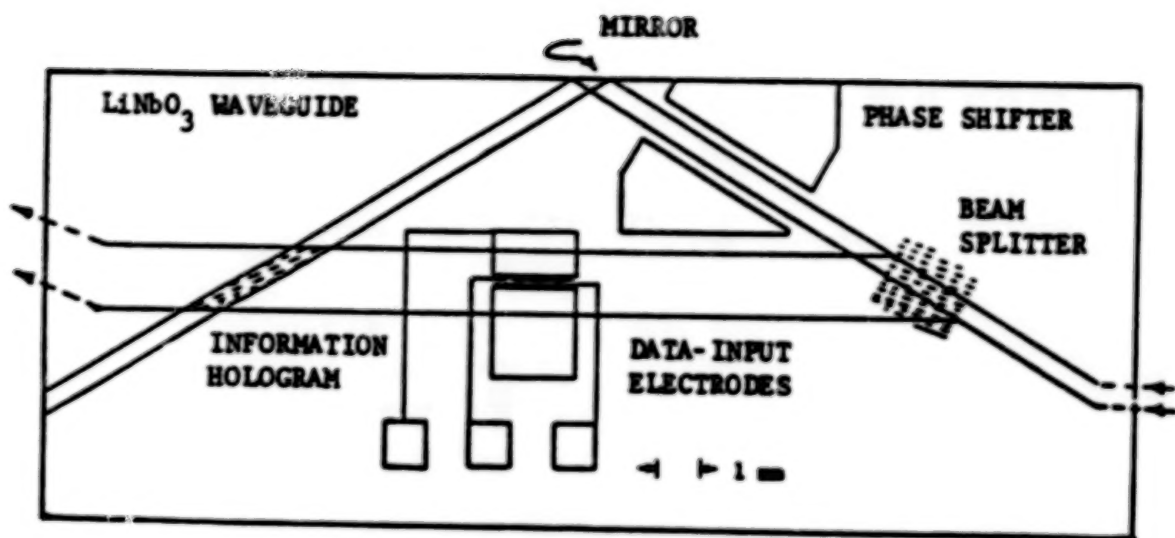 MIRROR
LiNbO3 WAVEGUIDE
PHASE SHIFTER
BEAM
SPLITTER
INFORMATION
HOLOGRAM
DATA-INPUT
ELECTRODES
1 mm